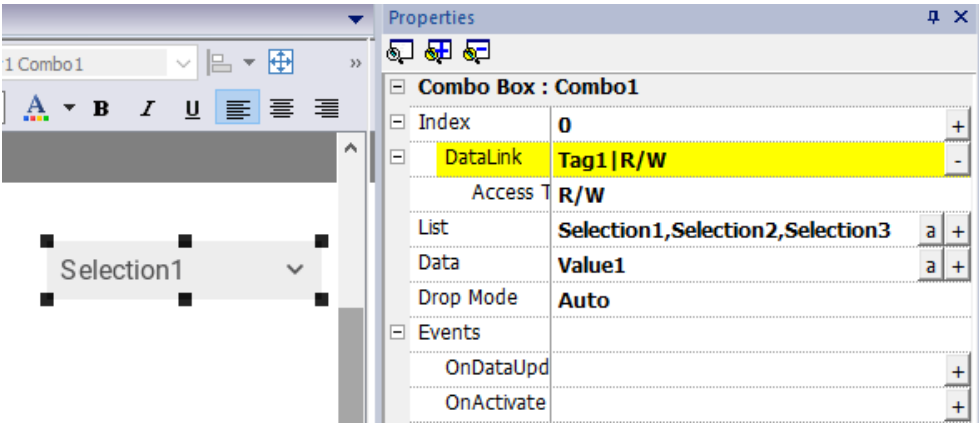 Properties
1 Combo1
A B I U
Combo Box : Combo1
Index 0 +
DataLink Tag1|R/W -
Access T R/W
List Selection1,Selection2,Selection3 a +
Data Value1 a +
Drop Mode Auto
Events
OnDataUpd +
OnActivate +
Selection1